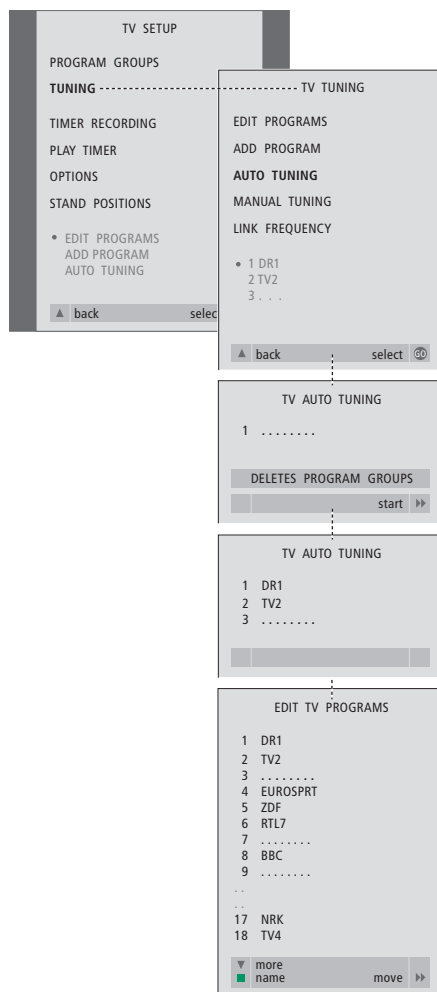 TV SETUP
PROGRAM GROUPS
TUNING
TIMER RECORDING
PLAY TIMER
OPTIONS
STAND POSITIONS
• EDIT PROGRAMS
ADD PROGRAM
AUTO TUNING
▲ back selec
TV TUNING
EDIT PROGRAMS
ADD PROGRAM
AUTO TUNING
MANUAL TUNING
LINK FREQUENCY
• 1 DR1
2 TV2
3 . . .
▲ back select GO
TV AUTO TUNING
1 . . . . . . . .
DELETES PROGRAM GROUPS
start
TV AUTO TUNING
1 DR1
2 TV2
3 . . . . . . . .
EDIT TV PROGRAMS
1 DR1
2 TV2
3 . . . . . . . .
4 EUROSPRT
5 ZDF
6 RTL7
7 . . . . . . . .
8 BBC
9 . . . . . . . .
. .
. .
17 NRK
18 TV4
▼ more
name move